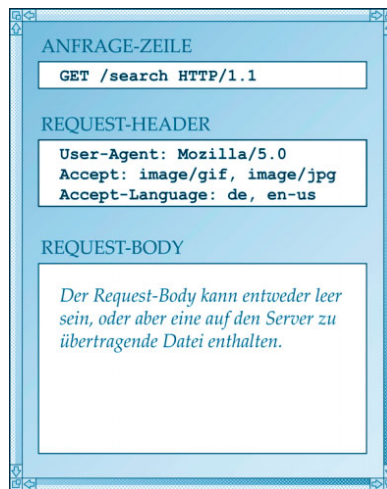 ANFRAGE-ZEILE
GET /search HTTP/1.1
REQUEST-HEADER
User-Agent: Mozilla/5.0
Accept: image/gif, image/jpg
Accept-Language: de, en-us
REQUEST-BODY
Der Request-Body kann entweder leer
sein, oder aber eine auf den Server zu
übertragende Datei enthalten.